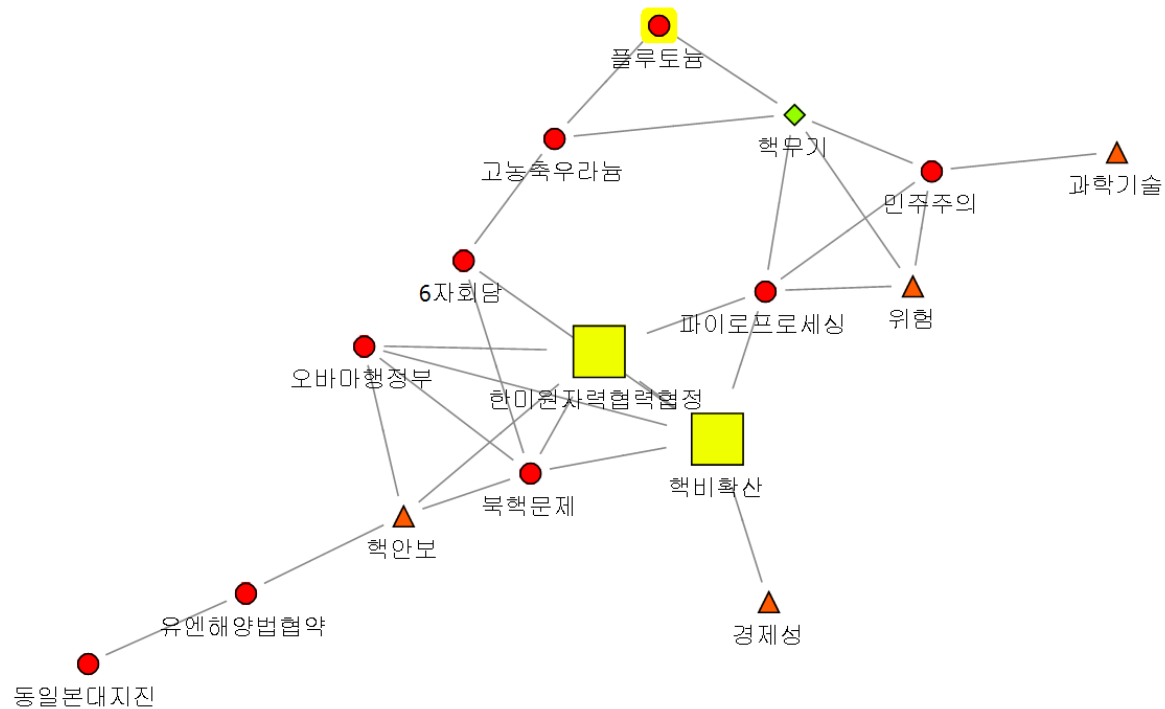 플루토늄
핵무기
고농축우라늄
과학기술
민주주의
6자회담
위험
파이로프로세싱
오바마행정부
한미원자력협력협정
핵비확산
북핵문제
핵안보
유엔해양법협약
경제성
동일본대지진